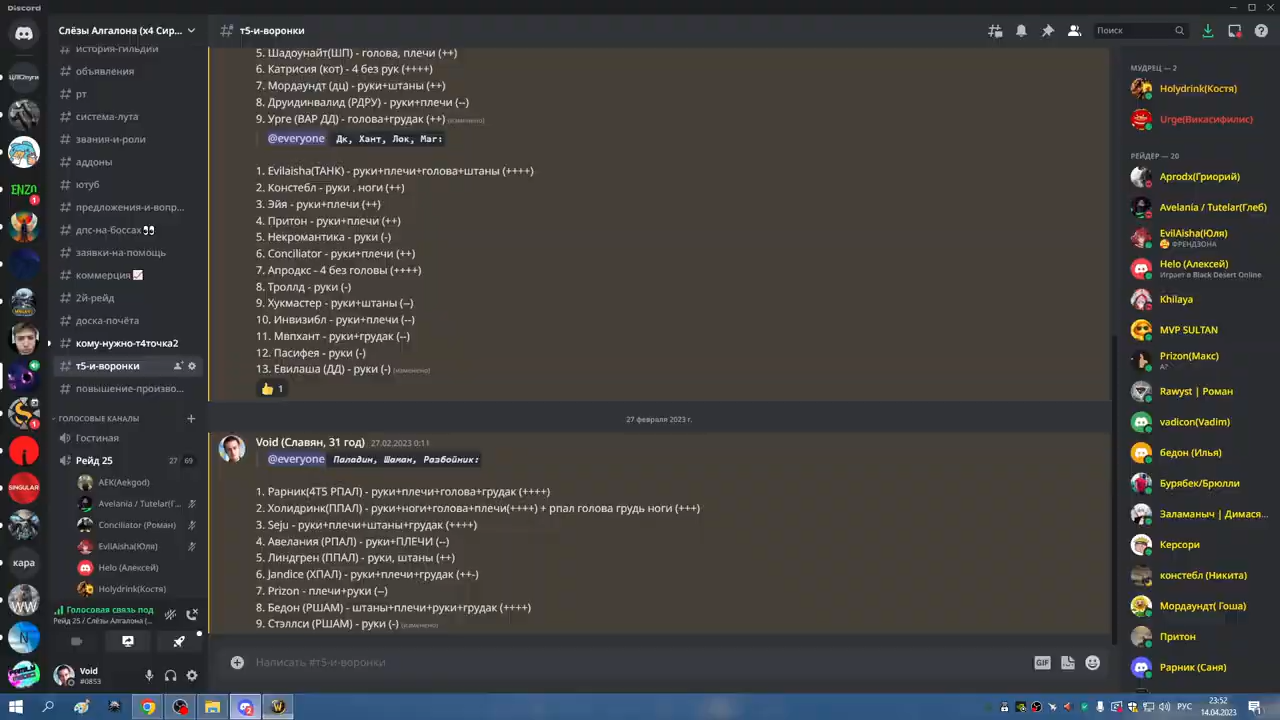 Discord
Слёзы Алгалона (x4 Сир...
т5-и-воронки
Поиск
история-гильдии
объявления
рт
система-лута
звания-и-роли
аддоны
ютуб
предложения-и-вопр...
дпс-на-боссах
заявки-на-помощь
коммерция
2й-рейд
доска-почёта
кому-нужно-т4точка2
т5-и-воронки
повышение-произво...
ГОЛОСОВЫЕ КАНАЛЫ
Гостиная
Рейд 25 27 69
AEK(Aekgod)
Avelania / Tutelar(Г...
Conciliator (Роман)
EvilAisha(Юля)
Helo (Алексей)
Holydrink(Костя)
Голосовая связь под
Рейд 25 / Слёзы Алгалона (...
Void
#0853
ENZO
1
1
SINGULAR
кара
WW
N
5. Шадоунайт(ШП) - голова, плечи (++)
6. Катрисия (кот) - 4 без рук (++++)
7. Мордаундт (дц) - руки+штаны (++)
8. Друидинвалид (РДРУ) - руки+плечи (--)
9. Урге (ВАР ДД) - голова+грудак (++) (изменено)
@everyone Дк, Хант, Лок, Маг:
1. Evilaisha(ТАНК) - руки+плечи+голова+штаны (++++)
2. Констебл - руки , ноги (++)
3. Эйя - руки+плечи (++)
4. Притон - руки+плечи (++)
5. Некромантика - руки (-)
6. Conciliator - руки+плечи (++)
7. Апродкс - 4 без головы (++++)
8. Троллд - руки (-)
9. Хукмастер - руки+штаны (--)
10. Инвизибл - руки+плечи (--)
11. Мвпхант - руки+грудак (--)
12. Пасифея - руки (-)
13. Евилаша (ДД) - руки (-) (изменено)
1
27 февраля 2023 г.
Void (Славян, 31 год) 27.02.2023 0:11
@everyone Паладин, Шаман, Разбойник:
1. Рарник(4Т5 РПАЛ) - руки+плечи+голова+грудак (++++)
2. Холидринк(ППАЛ) - руки+ноги+голова+плечи(++++) + рпал голова грудь ноги (+++)
3. Seju - руки+плечи+штаны+грудак (++++)
4. Авелания (РПАЛ) - руки+ПЛЕЧИ (--)
5. Линдгрен (ППАЛ) - руки, штаны (++)
6. Jandice (ХПАЛ) - руки+плечи+грудак (++-)
7. Prizon - плечи+руки (--)
8. Бедон (РШАМ) - штаны+плечи+руки+грудак (++++)
9. Стэллси (РШАМ) - руки (-) (изменено)
Написать #т5-и-воронки
GIF
МУДРЕЦ — 2
Holydrink(Костя)
Urge(Викасифилис)
РЕЙДЕР — 20
Aprodx(Гриорий)
Avelania / Tutelar(Глеб)
EvilAisha(Юля)
ФРЕНДЗОНА
Helo (Алексей)
Играет в Black Desert Online
Khilaya
MVP SULTAN
Prizon(Макс)
Rawyst | Роман
vadicon(Vadim)
бедон (Илья)
Бурябек/Брюлли
Заламаныч | Димася...
Керсори
констебл (Никита)
Мордаундт( Гоша)
Притон
Рарник (Саня)
РУС
23:52
14.04.2023